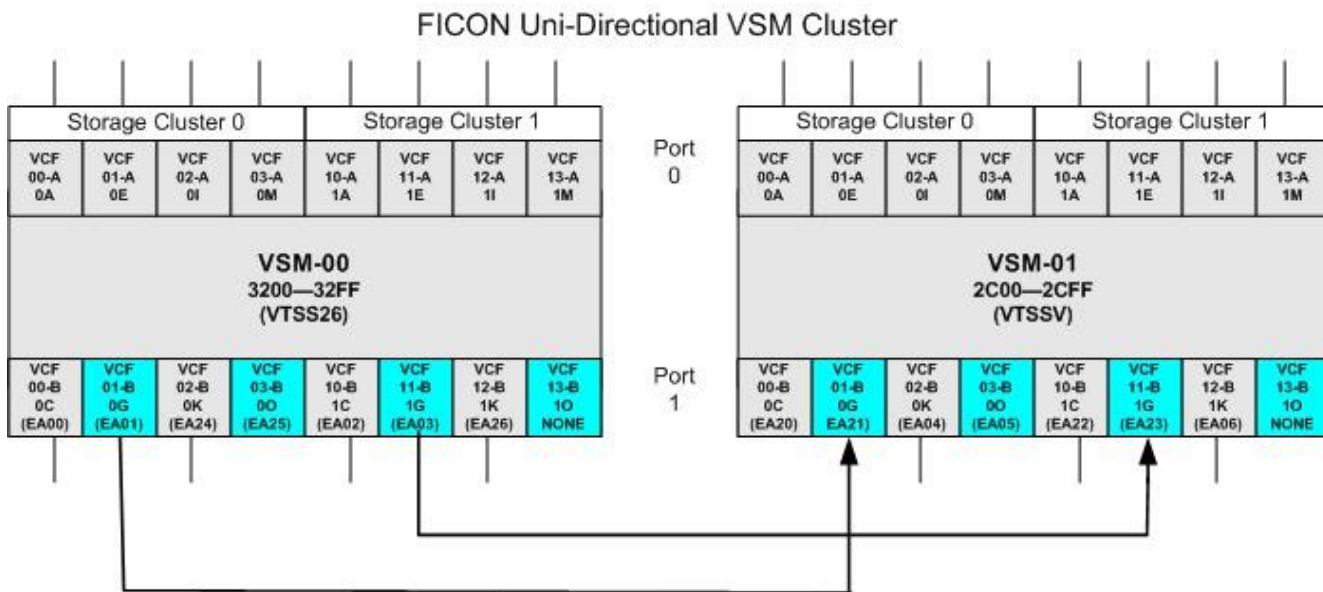 FICON Uni-Directional VSM Cluster
Storage Cluster 0 Storage Cluster 1 Storage Cluster 0 Storage Cluster 1
VCF VCF VCF VCF VCF VCF VCF VCF Port VCF VCF VCF VCF VCF VCF VCF VCF
00-A 01-A 02-A 03-A 10-A 11-A 12-A 13-A 0 00-A 01-A 02-A 03-A 10-A 11-A 12-A 13-A
0A 0E 0I 0M 1A 1E 1I 1M 0A 0E 0I 0M 1A 1E 1I 1M
VSM-00 VSM-01
3200—32FF 2C00—2CFF
(VTSS26) (VTSSV)
VCF VCF VCF VCF VCF VCF VCF VCF Port VCF VCF VCF VCF VCF VCF VCF VCF
00-B 01-B 02-B 03-B 10-B 11-B 12-B 13-B 1 00-B 01-B 02-B 03-B 10-B 11-B 12-B 13-B
0C 0G 0K 0O 1C 1G 1K 1O 0C 0G 0K 0O 1C 1G 1K 1O
(EA00) (EA01) (EA24) (EA25) (EA02) (EA03) (EA26) NONE (EA20) EA21) (EA04) (EA05) (EA22) (EA23) (EA06) NONE